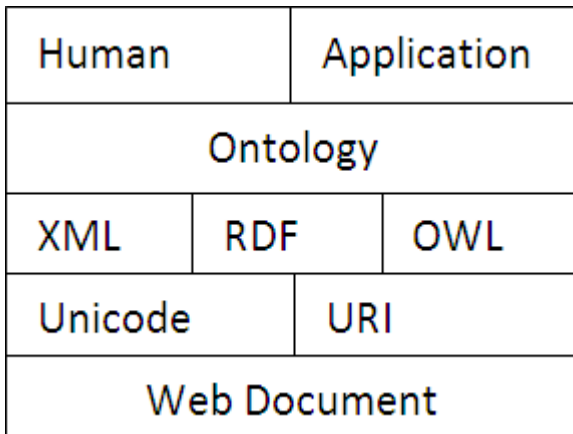 Human Application
Ontology
XML RDF OWL
Unicode URI
Web Document